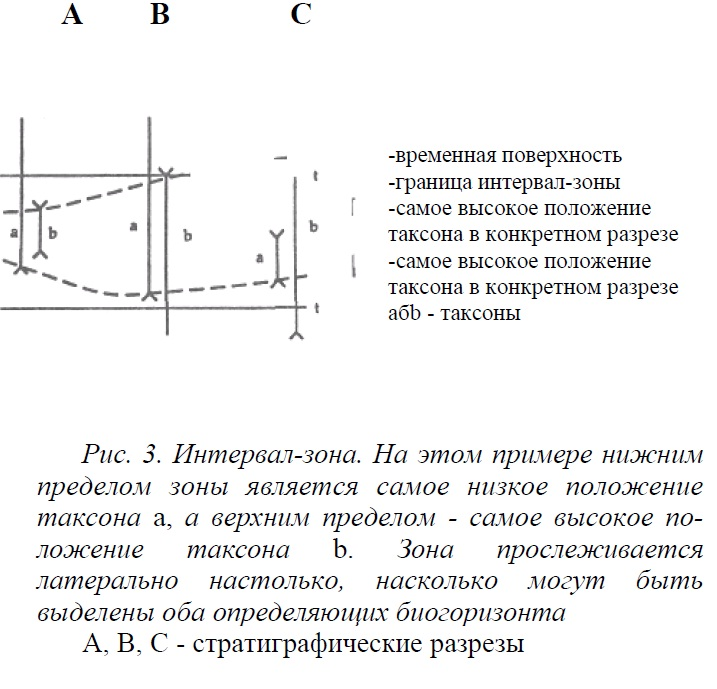 A B C
t
a b a b a b
t
-временная поверхность
-граница интервал-зоны
-самое высокое положение
таксона в конкретном разрезе
-самое высокое положение
таксона в конкретном разрезе
абb - таксоны
Рис. 3. Интервал-зона. На этом примере нижним
пределом зоны является самое низкое положение
таксона a, а верхним пределом - самое высокое по-
ложение таксона b. Зона прослеживается
латерально настолько, насколько могут быть
выделены оба определяющих биогоризонта
A, B, C - стратиграфические разрезы